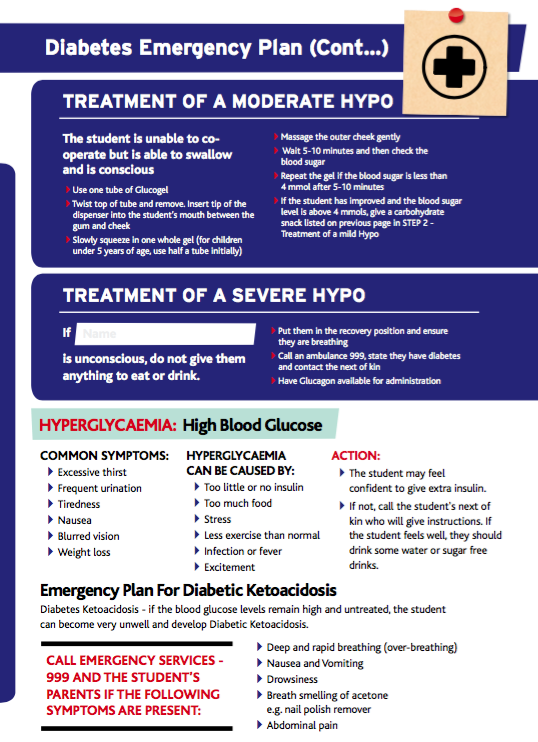 Diabetes Emergency Plan (Cont...)
TREATMENT OF A MODERATE HYPO
The student is unable to co-
operate but is able to swallow
and is conscious
Use one tube of Glucogel
Twist top of tube and remove. Insert tip of the
dispenser into the student's mouth between the
gum and cheek
Slowly squeeze in one whole gel (for children
under 5 years of age, use half a tube initially)
Massage the outer cheek gently
Wait 5-10 minutes and then check the
blood sugar
Repeat the gel if the blood sugar is less than
4 mmol after 5-10 minutes
If the student has improved and the blood sugar
level is above 4 mmols, give a carbohydrate
snack listed on previous page in STEP 2 –
Treatment of a mild Hypo
TREATMENT OF A SEVERE HYPO
If Name
is unconscious, do not give them
anything to eat or drink.
Put them in the recovery position and ensure
they are breathing
Call an ambulance 999, state they have diabetes
and contact the next of kin
Have Glucagon available for administration
HYPERGLYCAEMIA: High Blood Glucose
COMMON SYMPTOMS:
Excessive thirst
Frequent urination
Tiredness
Nausea
Blurred vision
Weight loss
HYPERGLYCAEMIA
CAN BE CAUSED BY:
Too little or no insulin
Too much food
Stress
Less exercise than normal
Infection or fever
Excitement
ACTION:
The student may feel
confident to give extra insulin.
If not, call the student's next of
kin who will give instructions. If
the student feels well, they should
drink some water or sugar free
drinks.
Emergency Plan For Diabetic Ketoacidosis
Diabetes Ketoacidosis - if the blood glucose levels remain high and untreated, the student
can become very unwell and develop Diabetic Ketoacidosis.
CALL EMERGENCY SERVICES -
999 AND THE STUDENT'S
PARENTS IF THE FOLLOWING
SYMPTOMS ARE PRESENT:
Deep and rapid breathing (over-breathing)
Nausea and Vomiting
Drowsiness
Breath smelling of acetone
e.g. nail polish remover
Abdominal pain